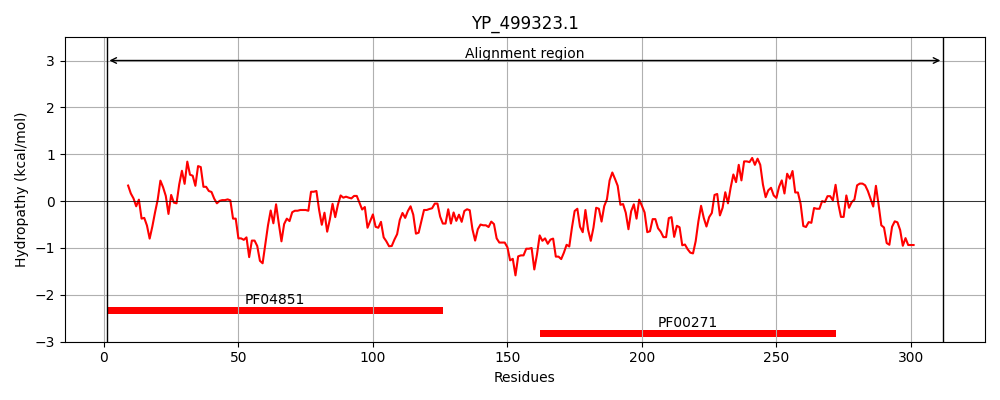 YP_499323.1
Alignment region
Hydropathy (kcal/mol)
3
2
1
0
−1
−2
−3
PF04851
PF00271
0
50
100
150
200
250
300
Residues